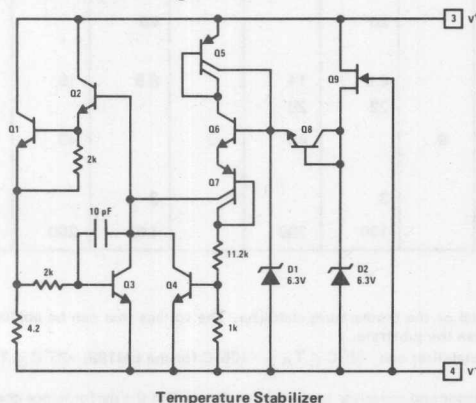 3 V+
Q5
Q2
Q9
Q1
Q6
Q8
2k
Q7
10 pF
11.2k
2k
Q3
Q4
D1
6.3V
D2
6.3V
4.2
1k
4 V-
Temperature Stabilizer